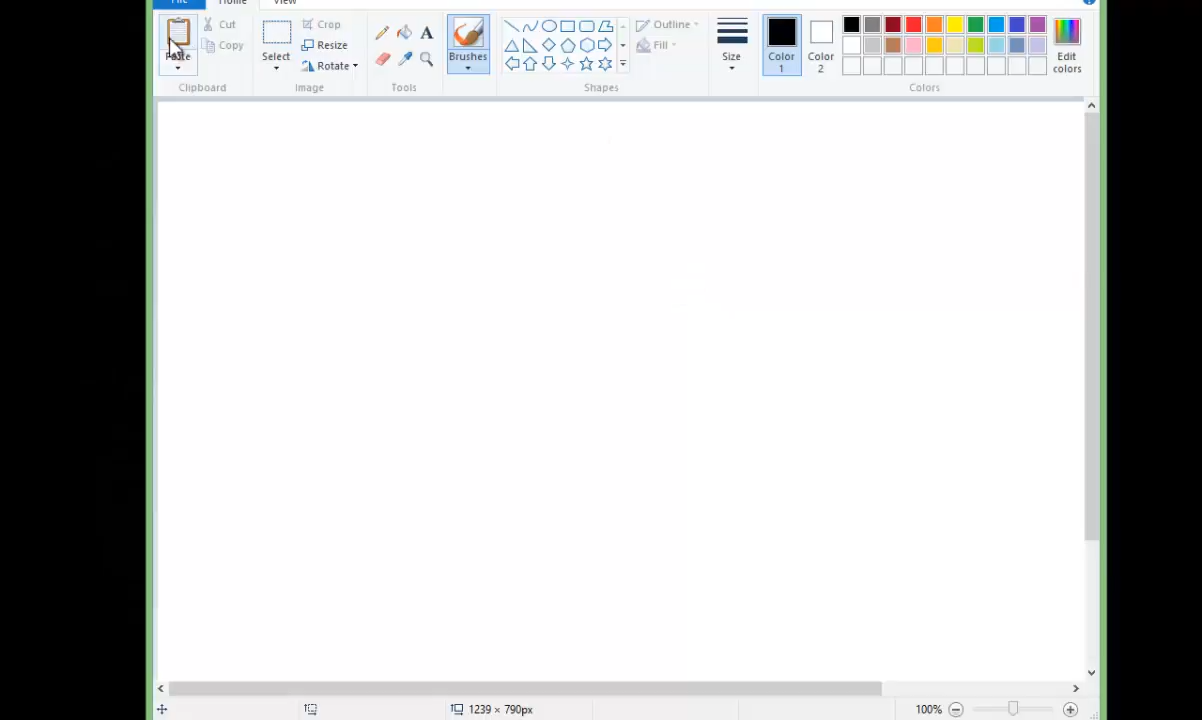 File Home View
Paste Cut Copy
Select Crop Resize Rotate
A
Brushes
Outline
Fill
Size
Color 1
Color 2
Edit colors
Clipboard Image Tools Shapes Colors
1239 × 790px 100%